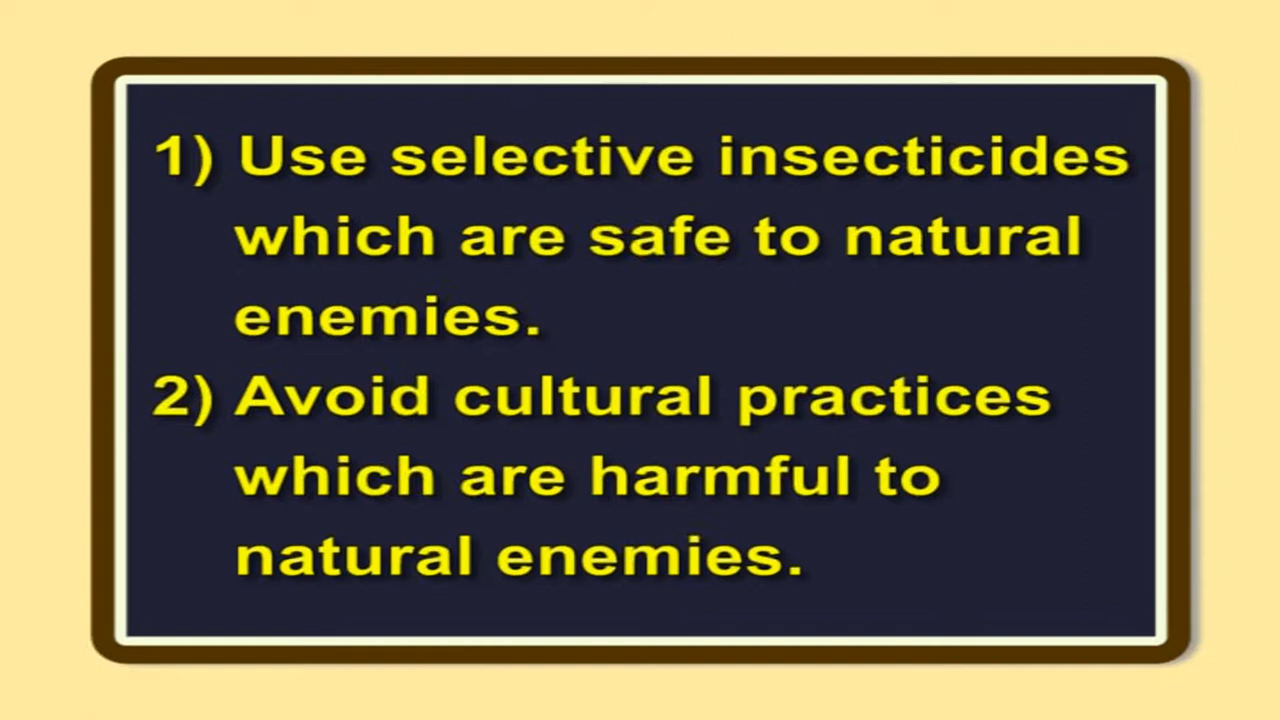 1) Use selective insecticides
which are safe to natural
enemies.
2) Avoid cultural practices
which are harmful to
natural enemies.